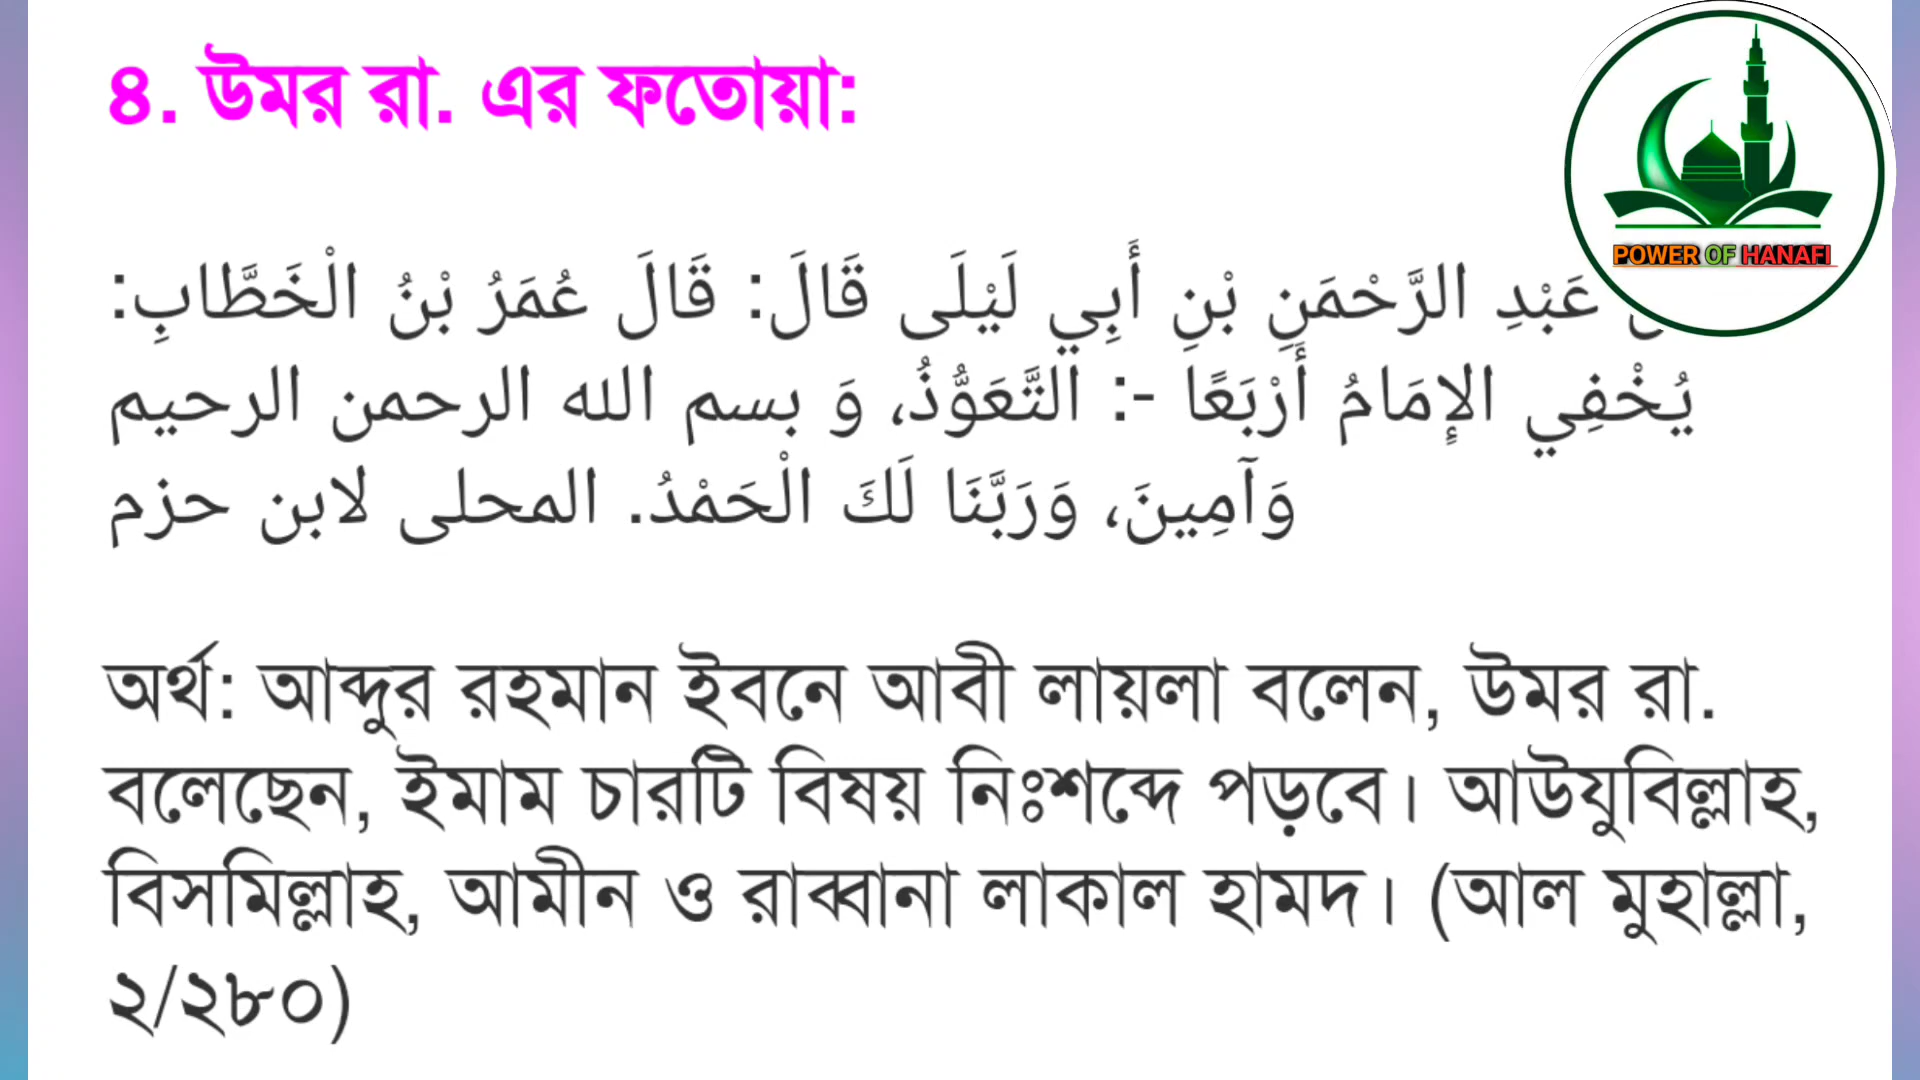 ৪. উমর রা. এর ফতোয়া:
POWER OF HANAFI
عَبْدِ الرَّحْمَنِ بْنِ أَبِي لَيْلَى قَالَ: قَالَ عُمَرُ بْنُ الْخَطَّابِ:
يُخْفِي الإِمَامُ أَرْبَعًا -: التَّعَوُّذُ، وَ بسم الله الرحمن الرحيم
وَآمِينَ، وَرَبَّنَا لَكَ الْحَمْدُ. المحلى لابن حزم
অর্থ: আব্দুর রহমান ইবনে আবী লায়লা বলেন, উমর রা.
বলেছেন, ইমাম চারটি বিষয় নিঃশব্দে পড়বে। আউযুবিল্লাহ,
বিসমিল্লাহ, আমীন ও রাব্বানা লাকাল হামদ। (আল মুহাল্লা,
২/২৮০)